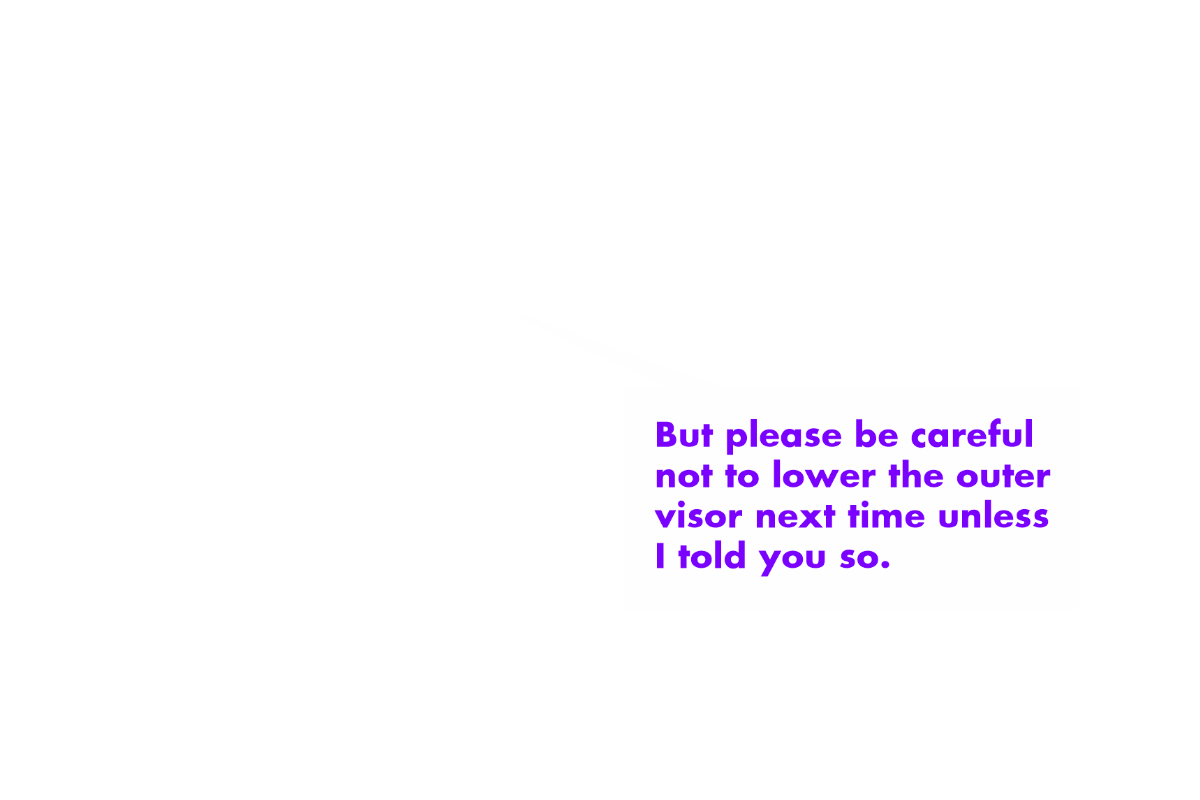 But please be careful
not to lower the outer
visor next time unless
I told you so.